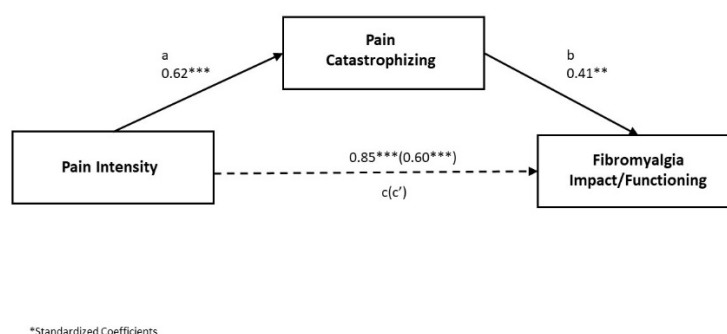 Pain
Catastrophizing
a
0.62***
b
0.41**
Pain Intensity
0.85***(0.60***)
c(c’)
Fibromyalgia
Impact/Functioning
*Standardized Coefficients